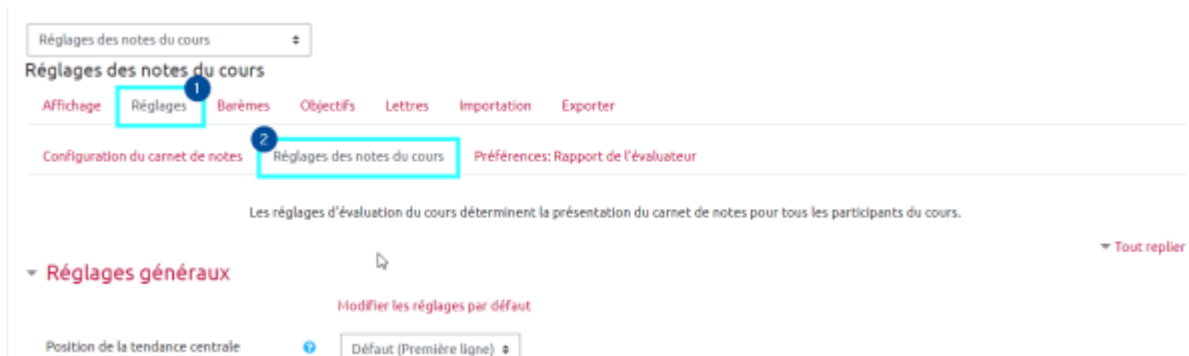 Réglages des notes du cours
Réglages des notes du cours
1
Affichage Réglages Barèmes Objectifs Lettres Importation Exporter
2
Configuration du carnet de notes Réglages des notes du cours Préférences: Rapport de l'évaluateur
Les réglages d'évaluation du cours déterminent la présentation du carnet de notes pour tous les participants du cours.
Tout replier
Réglages généraux
Modifier les réglages par défaut
Position de la tendance centrale ? Défaut (Première ligne)